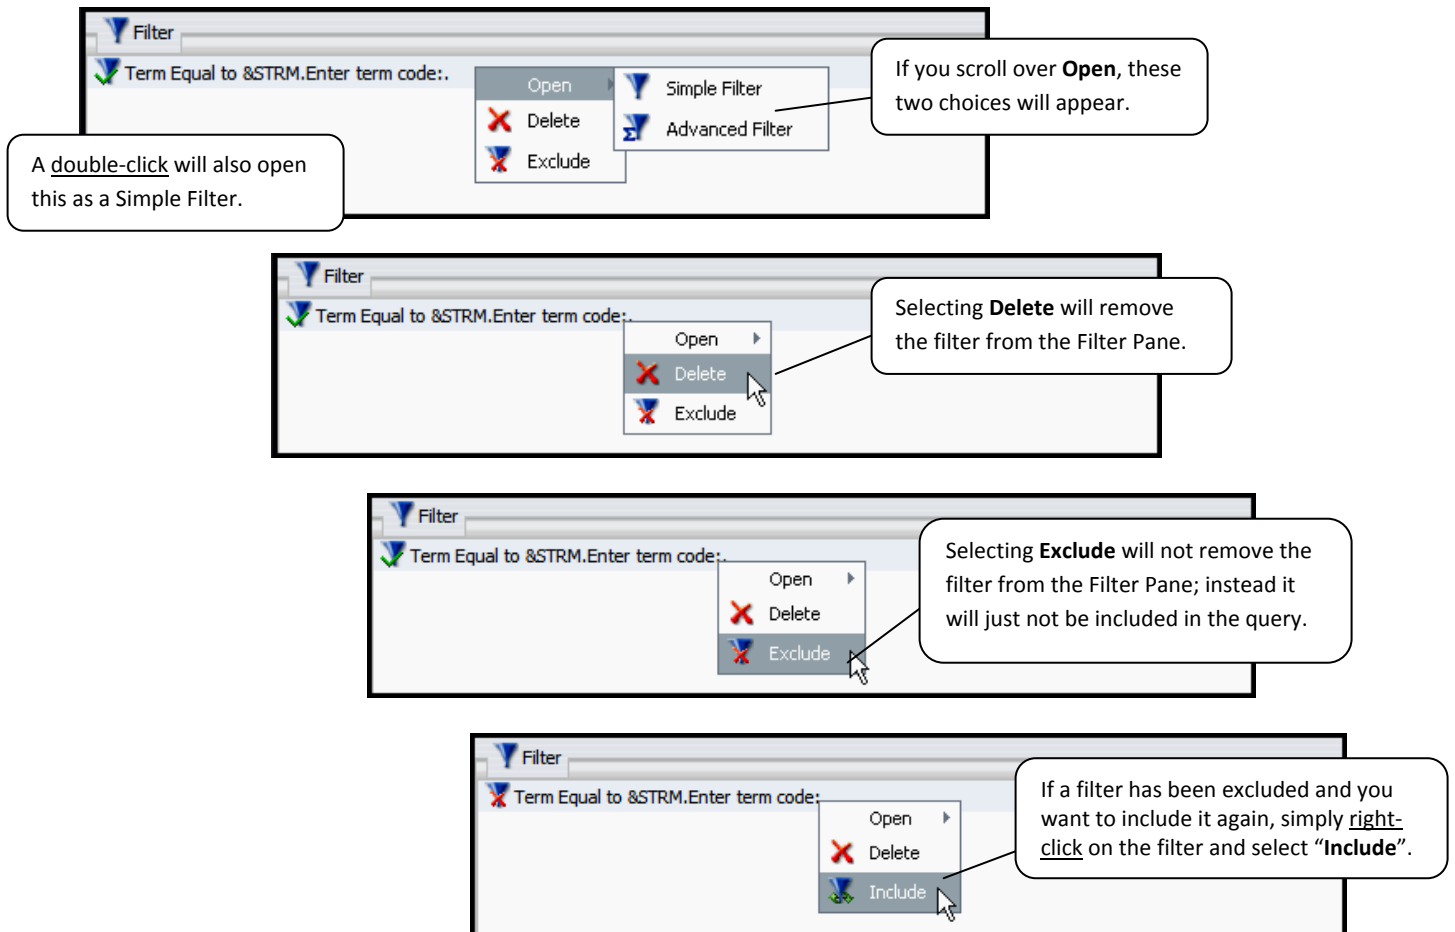 Filter
Term Equal to &STRM.Enter term code:.
Open
Delete
Exclude
Simple Filter
Advanced Filter
If you scroll over Open, these
two choices will appear.
A double-click will also open
this as a Simple Filter.
Filter
Term Equal to &STRM.Enter term code:.
Open
Delete
Exclude
Selecting Delete will remove
the filter from the Filter Pane.
Filter
Term Equal to &STRM.Enter term code:.
Open
Delete
Exclude
Selecting Exclude will not remove the
filter from the Filter Pane; instead it
will just not be included in the query.
Filter
Term Equal to &STRM.Enter term code:
Open
Delete
Include
If a filter has been excluded and you
want to include it again, simply right-
click on the filter and select “Include”.